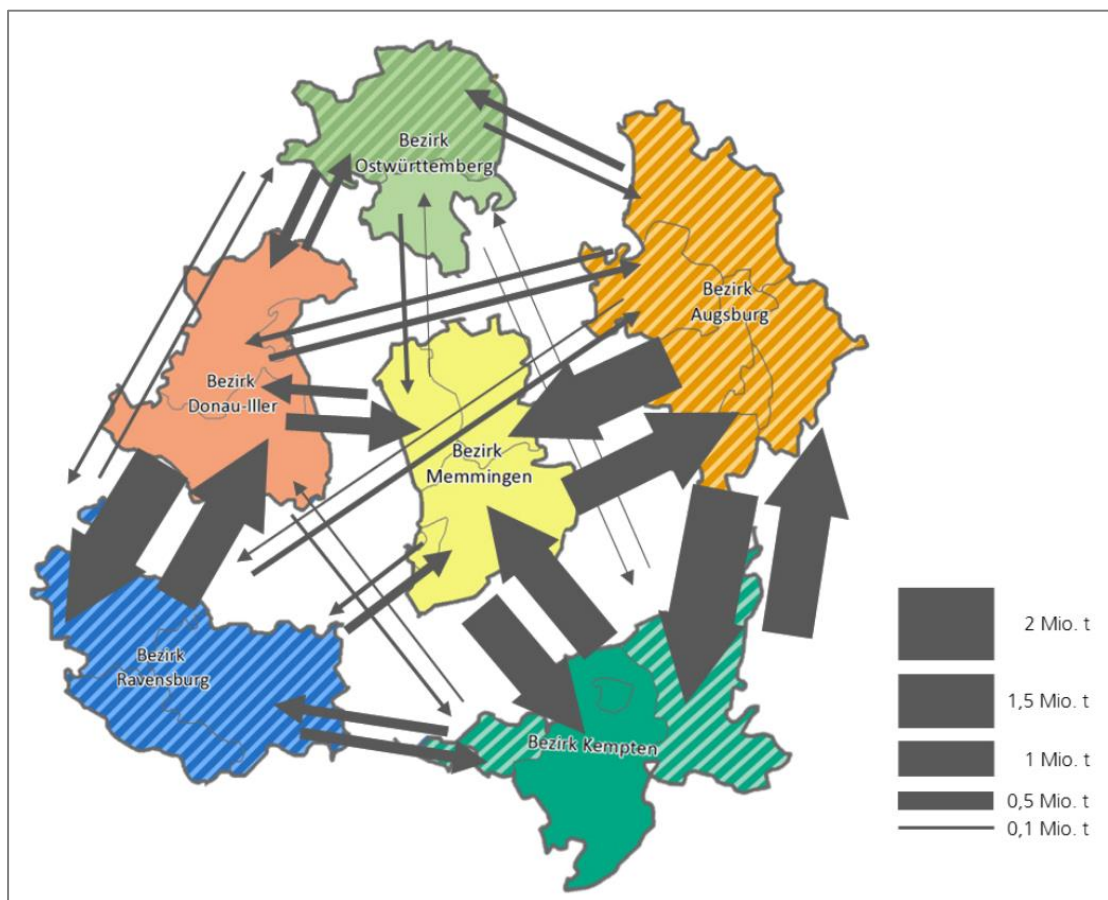 Bezirk
Ostwürttemberg
Bezirk
Augsburg
Bezirk
Donau-Iller
Bezirk
Memmingen
Bezirk
Ravensburg
Bezirk Kempten
2 Mio. t
1,5 Mio. t
1 Mio. t
0,5 Mio. t
0,1 Mio. t